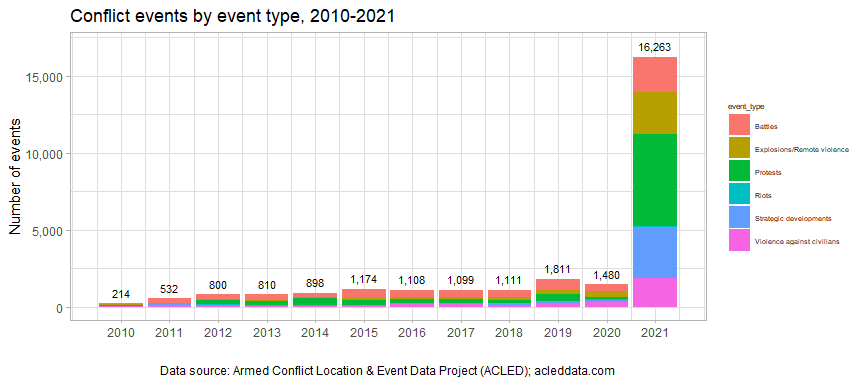 Conflict events by event type, 2010-2021
16,263
15,000
10,000
5,000
0
Number of events
214
532
800
810
898
1,174
1,108
1,099
1,111
1,811
1,480
2010
2011
2012
2013
2014
2015
2016
2017
2018
2019
2020
2021
event_type
Battles
Explosions/Remote violence
Protests
Riots
Strategic developments
Violence against civilians
Data source: Armed Conflict Location & Event Data Project (ACLED); acleddata.com